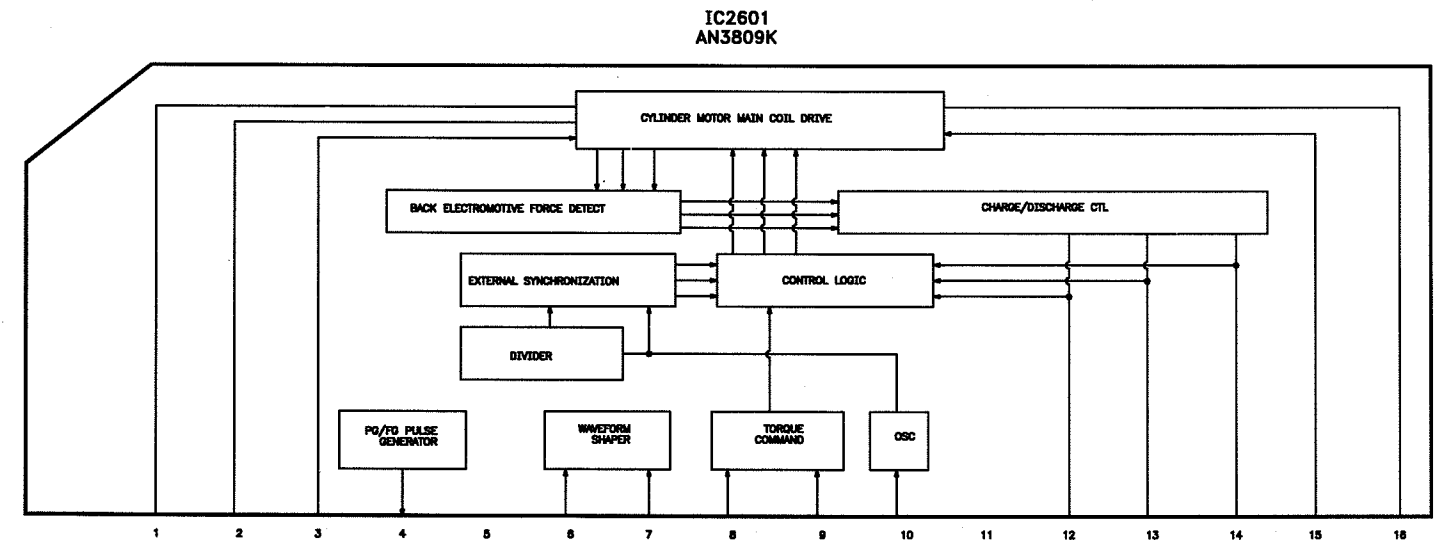 IC2601
AN3809K
CYLINDER MOTOR MAIN COIL DRIVE
BACK ELECTROMOTIVE FORCE DETECT
CHARGE/DISCHARGE CTL
EXTERNAL SYNCHRONIZATION
CONTROL LOGIC
DIVIDER
PG/FG PULSE
GENERATOR
WAVEFORM
SHAPER
TORQUE
COMMAND
OSC
1 2 3 4 5 6 7 8 9 10 11 12 13 14 15 16